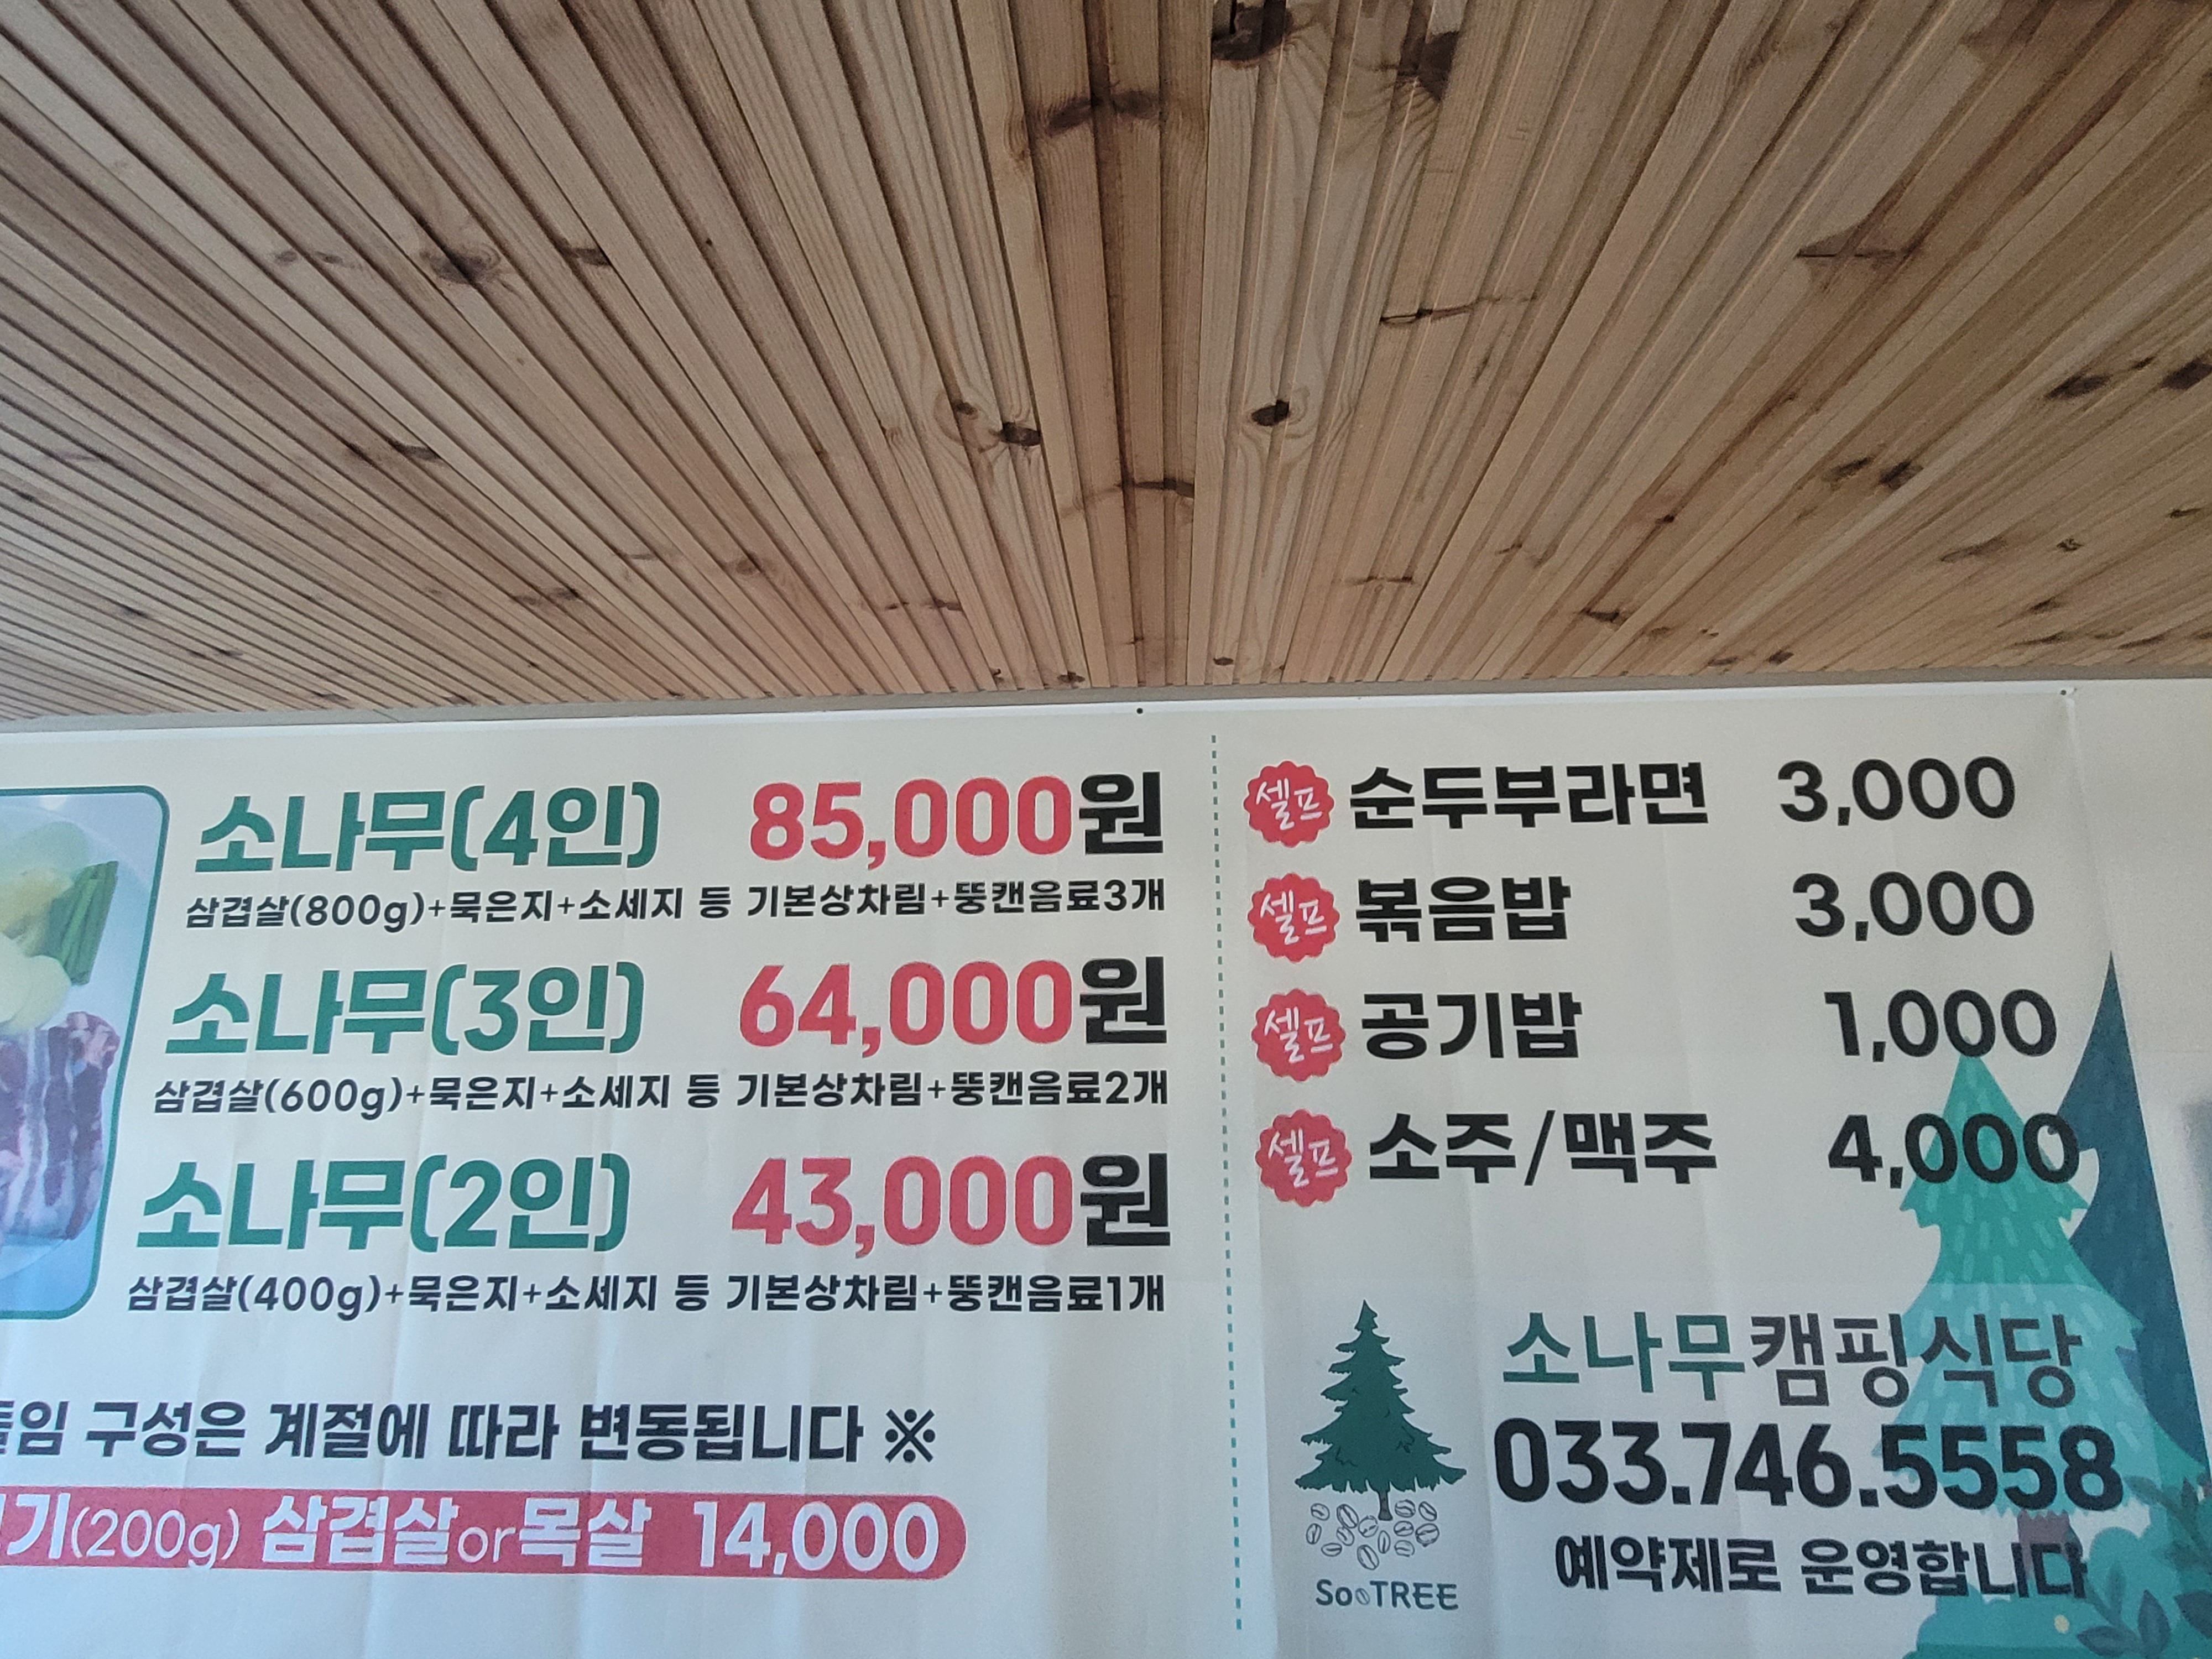 소나무(4인) 85,000원
삼겹살(800g)+묵은지+소세지 등 기본상차림+뚱캔음료3개
소나무(3인) 64,000원
삼겹살(600g)+묵은지+소세지 등 기본상차림+뚱캔음료2개
소나무(2인) 43,000원
삼겹살(400g)+묵은지+소세지 등 기본상차림+뚱캔음료1개
구성은 계절에 따라 변동됩니다 ※
기(200g) 삼겹살or목살 14,000
셀프 순두부라면 3,000
셀프 볶음밥 3,000
셀프 공기밥 1,000
셀프 소주/맥주 4,000
소나무캠핑식당
033.746.5558
예약제로 운영합니다
SooTREE